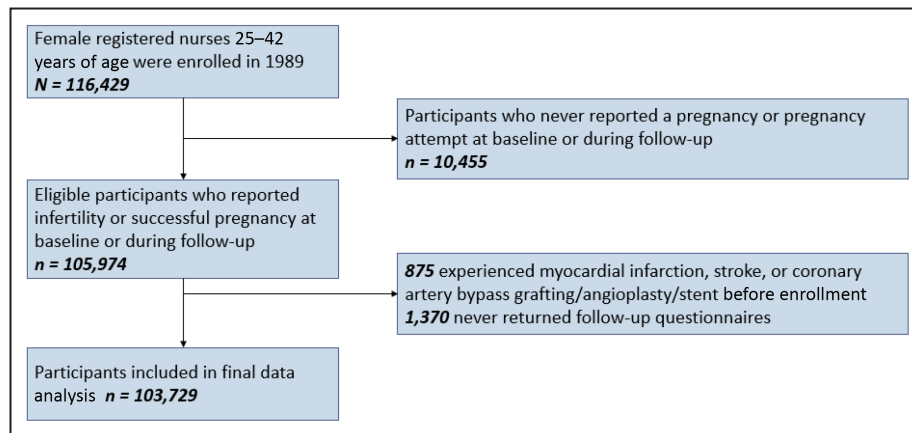 Female registered nurses 25–42
years of age were enrolled in 1989
N = 116,429
Participants who never reported a pregnancy or pregnancy
attempt at baseline or during follow-up
n = 10,455
Eligible participants who reported
infertility or successful pregnancy at
baseline or during follow-up
n = 105,974
875 experienced myocardial infarction, stroke, or coronary
artery bypass grafting/angioplasty/stent before enrollment
1,370 never returned follow-up questionnaires
Participants included in final data
analysis n = 103,729